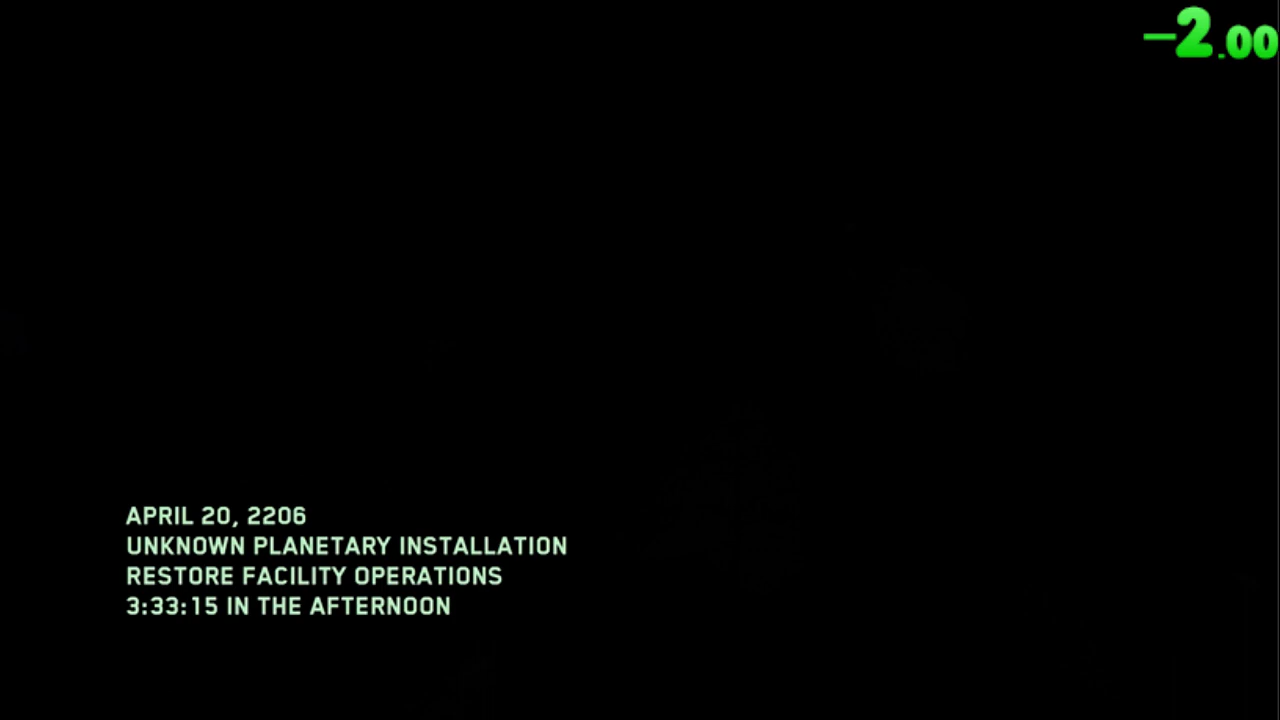 −2.00
APRIL 20, 2206
UNKNOWN PLANETARY INSTALLATION
RESTORE FACILITY OPERATIONS
3:33:15 IN THE AFTERNOON